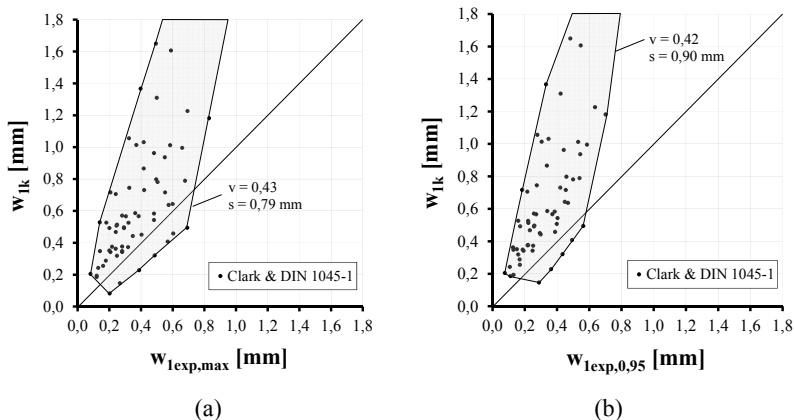 1,8
1,6
1,4
1,2
1,0
0,8
0,6
0,4
0,2
0,0
w1k [mm]
v = 0,43
s = 0,79 mm
Clark & DIN 1045-1
0,0 0,2 0,4 0,6 0,8 1,0 1,2 1,4 1,6 1,8
w1exp,max [mm]
(a)
1,8
1,6
1,4
1,2
1,0
0,8
0,6
0,4
0,2
0,0
w1k [mm]
v = 0,42
s = 0,90 mm
Clark & DIN 1045-1
0,0 0,2 0,4 0,6 0,8 1,0 1,2 1,4 1,6 1,8
w1exp,0,95 [mm]
(b)